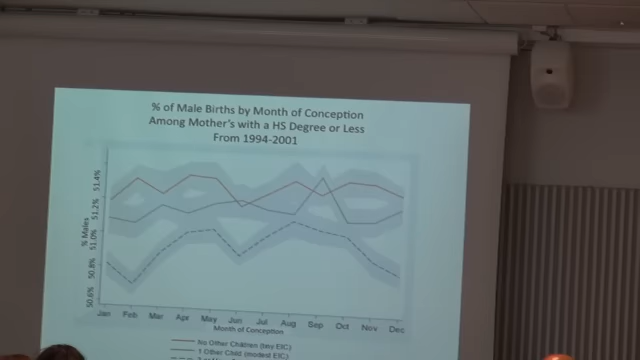 % of Male Births by Month of Conception
Among Mother's with a HS Degree or Less
From 1994-2001
51.4%
51.2%
51.0%
50.8%
50.6%
% Males
Jan Feb Mar Apr May Jun Jul Aug Sep Oct Nov Dec
Month of Conception
No Other Children (tiny EIC)
1 Other Child (modest EIC)